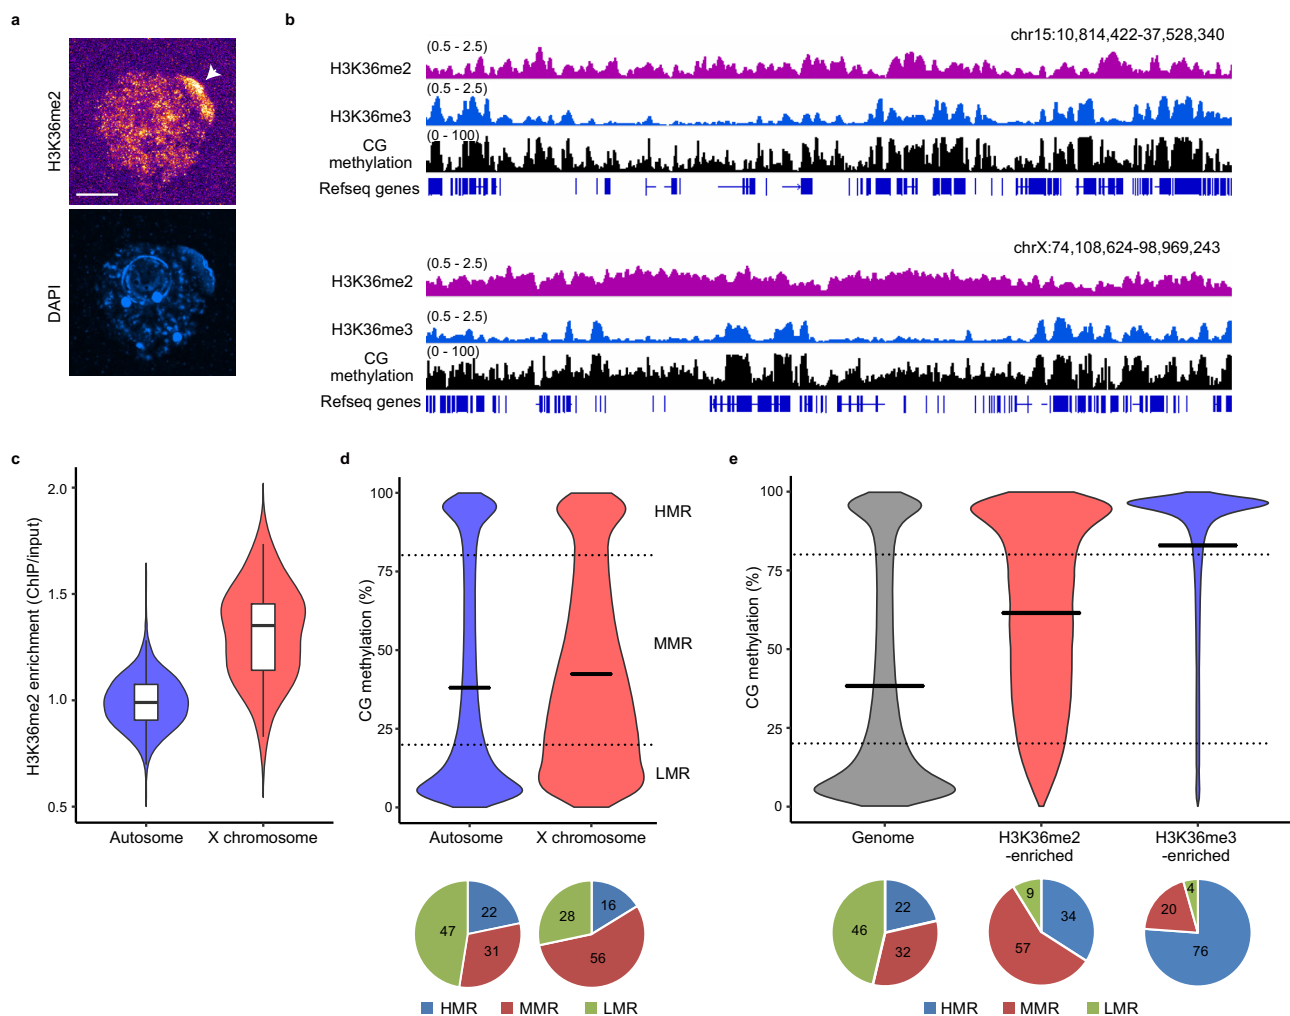 a
H3K36me2
DAPI
b
chr15:10,814,422-37,528,340
(0.5 - 2.5)
H3K36me2
(0.5 - 2.5)
H3K36me3
(0 - 100)
CG
methylation
Refseq genes
chrX:74,108,624-98,969,243
(0.5 - 2.5)
H3K36me2
(0.5 - 2.5)
H3K36me3
(0 - 100)
CG
methylation
Refseq genes
c
H3K36me2 enrichment (ChIP/input)
2.0
1.5
1.0
0.5
Autosome X chromosome
d
CG methylation (%)
100
75
50
25
0
HMR
MMR
LMR
Autosome X chromosome
47 22 31
28 16 56
HMR MMR LMR
e
CG methylation (%)
100
75
50
25
0
Genome
H3K36me2
-enriched
H3K36me3
-enriched
46 22 32
9 34 57
4 20 76
HMR MMR LMR